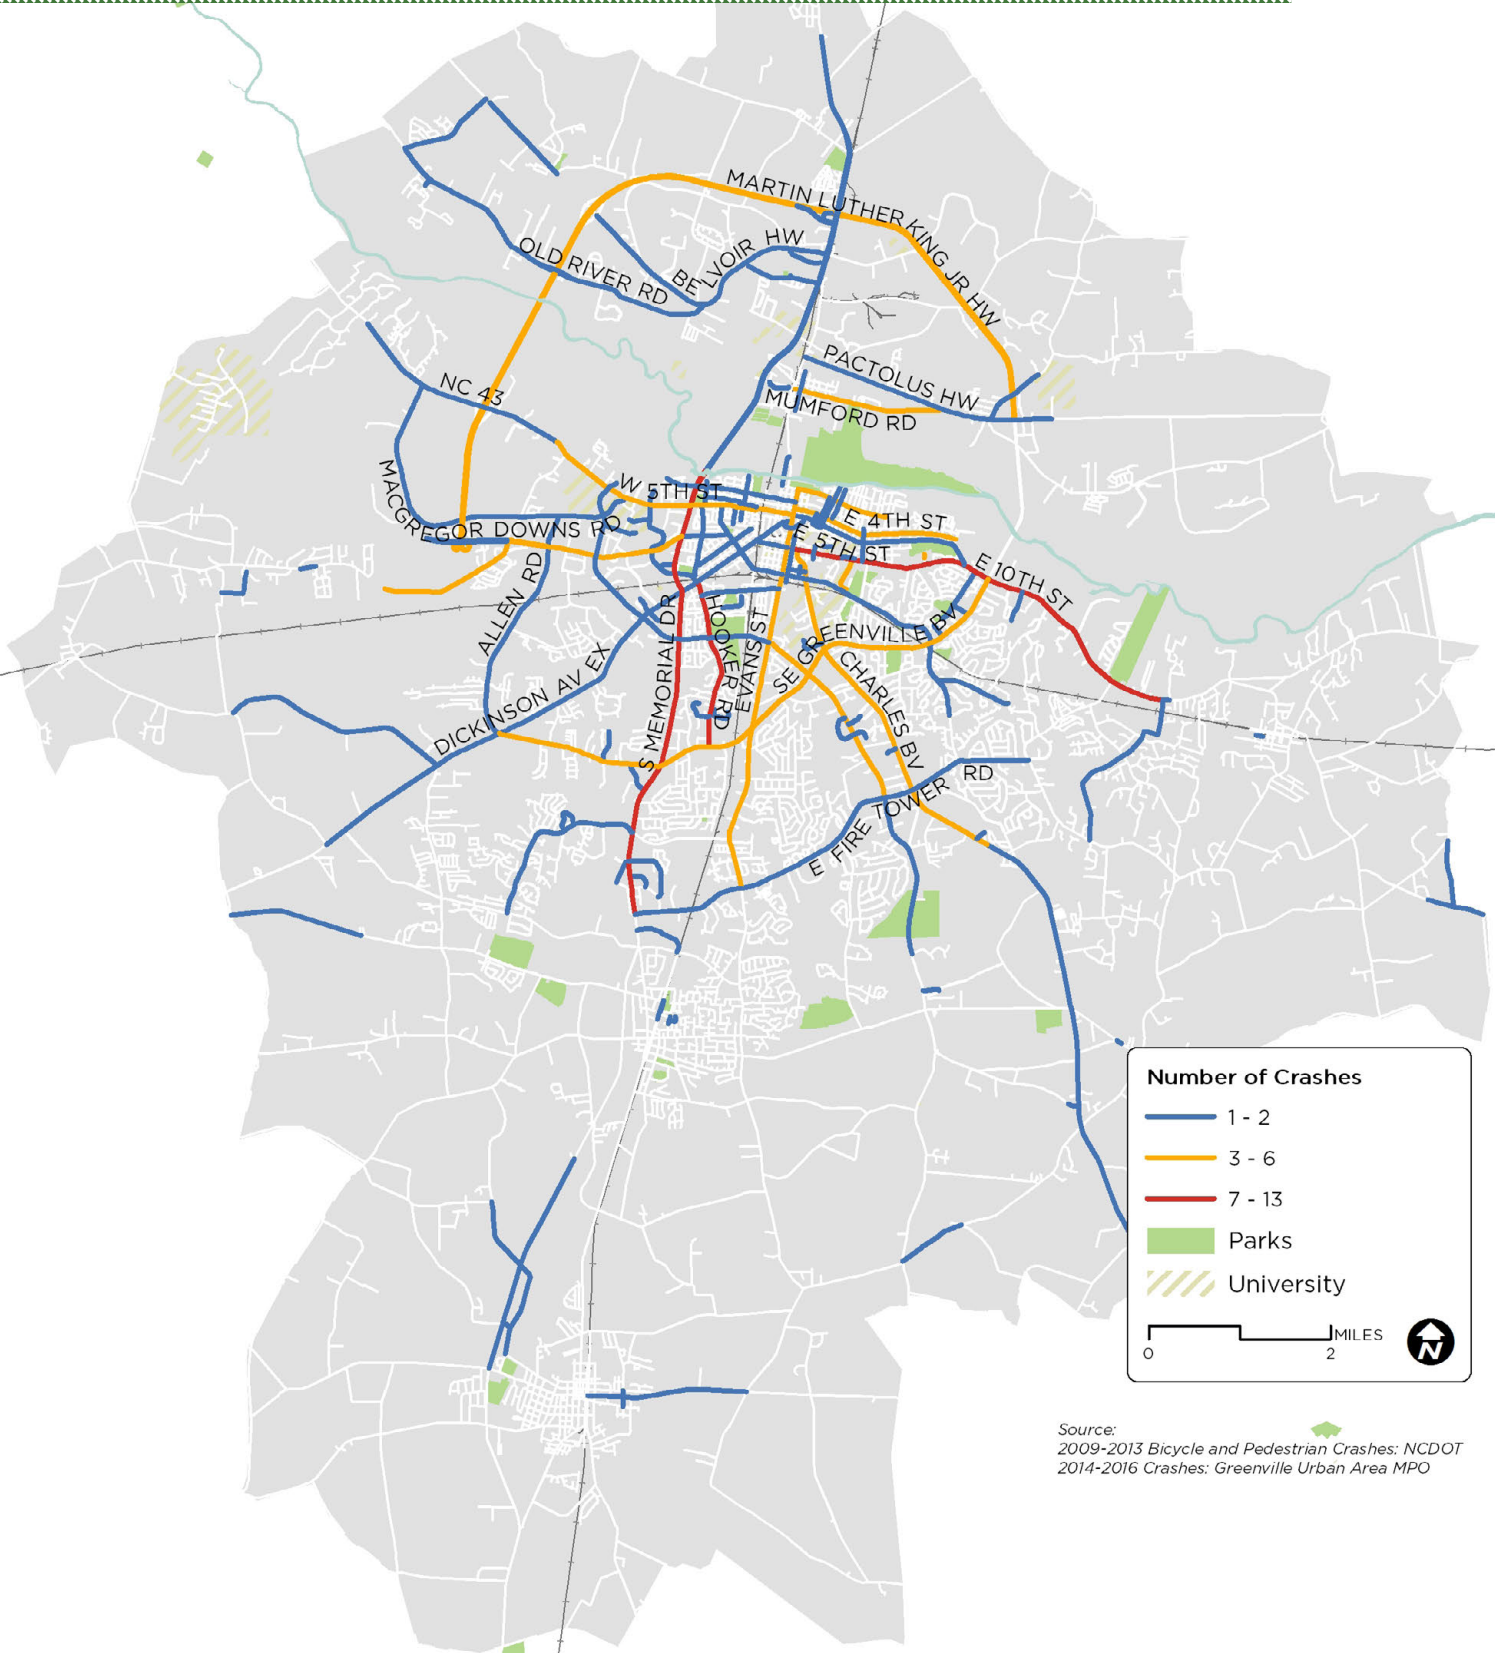 MARTIN LUTHER KING JR HW
BELVOIR HW
OLD RIVER RD
PACTOLUS HW
NC 43
MUMFORD RD
W 5TH ST
MACGREGOR DOWNS RD
E 4TH ST
E 5TH ST
E 10TH ST
ALLEN RD
S MEMORIAL DR
HOOKER RD
EVANS ST
SE GREENVILLE BV
CHARLES BV
DICKINSON AV EX
E FIRE TOWER RD
Number of Crashes
1 - 2
3 - 6
7 - 13
Parks
University
MILES
0 2
N
Source:
2009-2013 Bicycle and Pedestrian Crashes: NCDOT
2014-2016 Crashes: Greenville Urban Area MPO